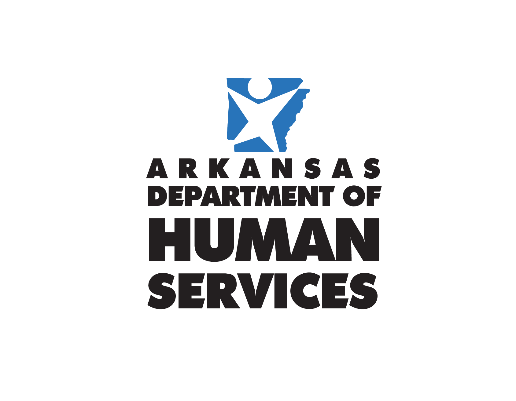 ARKANSAS
DEPARTMENT OF
HUMAN
SERVICES